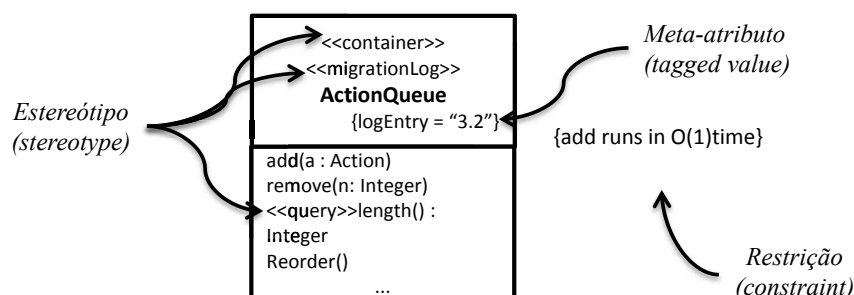 <<container>>
<<migrationLog>>
ActionQueue
{logEntry = “3.2”}
Meta-atributo
(tagged value)
Estereótipo
(stereotype)
{add runs in O(1)time}
add(a : Action)
remove(n: Integer)
<<query>>length() :
Integer
Reorder()
...
Restrição
(constraint)